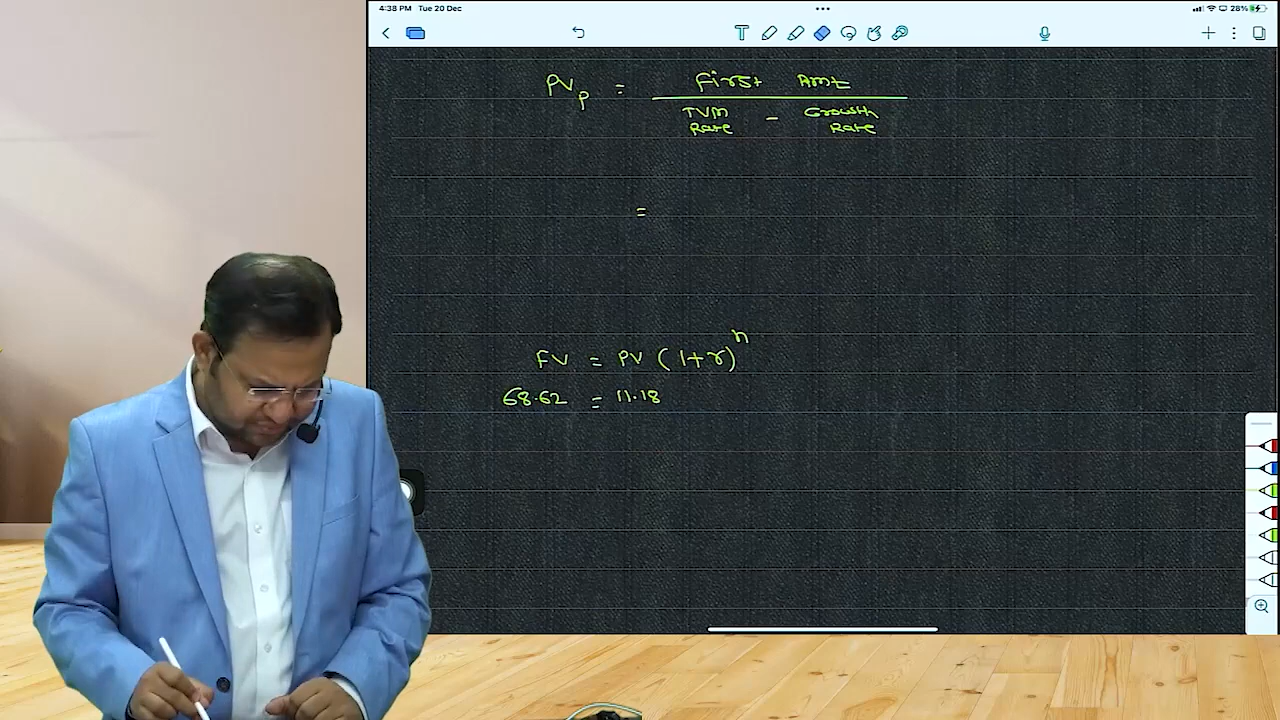 4:38 PM Tue 20 Dec
28%
PVp = First Amt
TVM Rate - Growth Rate
=
FV = PV (1+r)^n
68.62 = 11.18